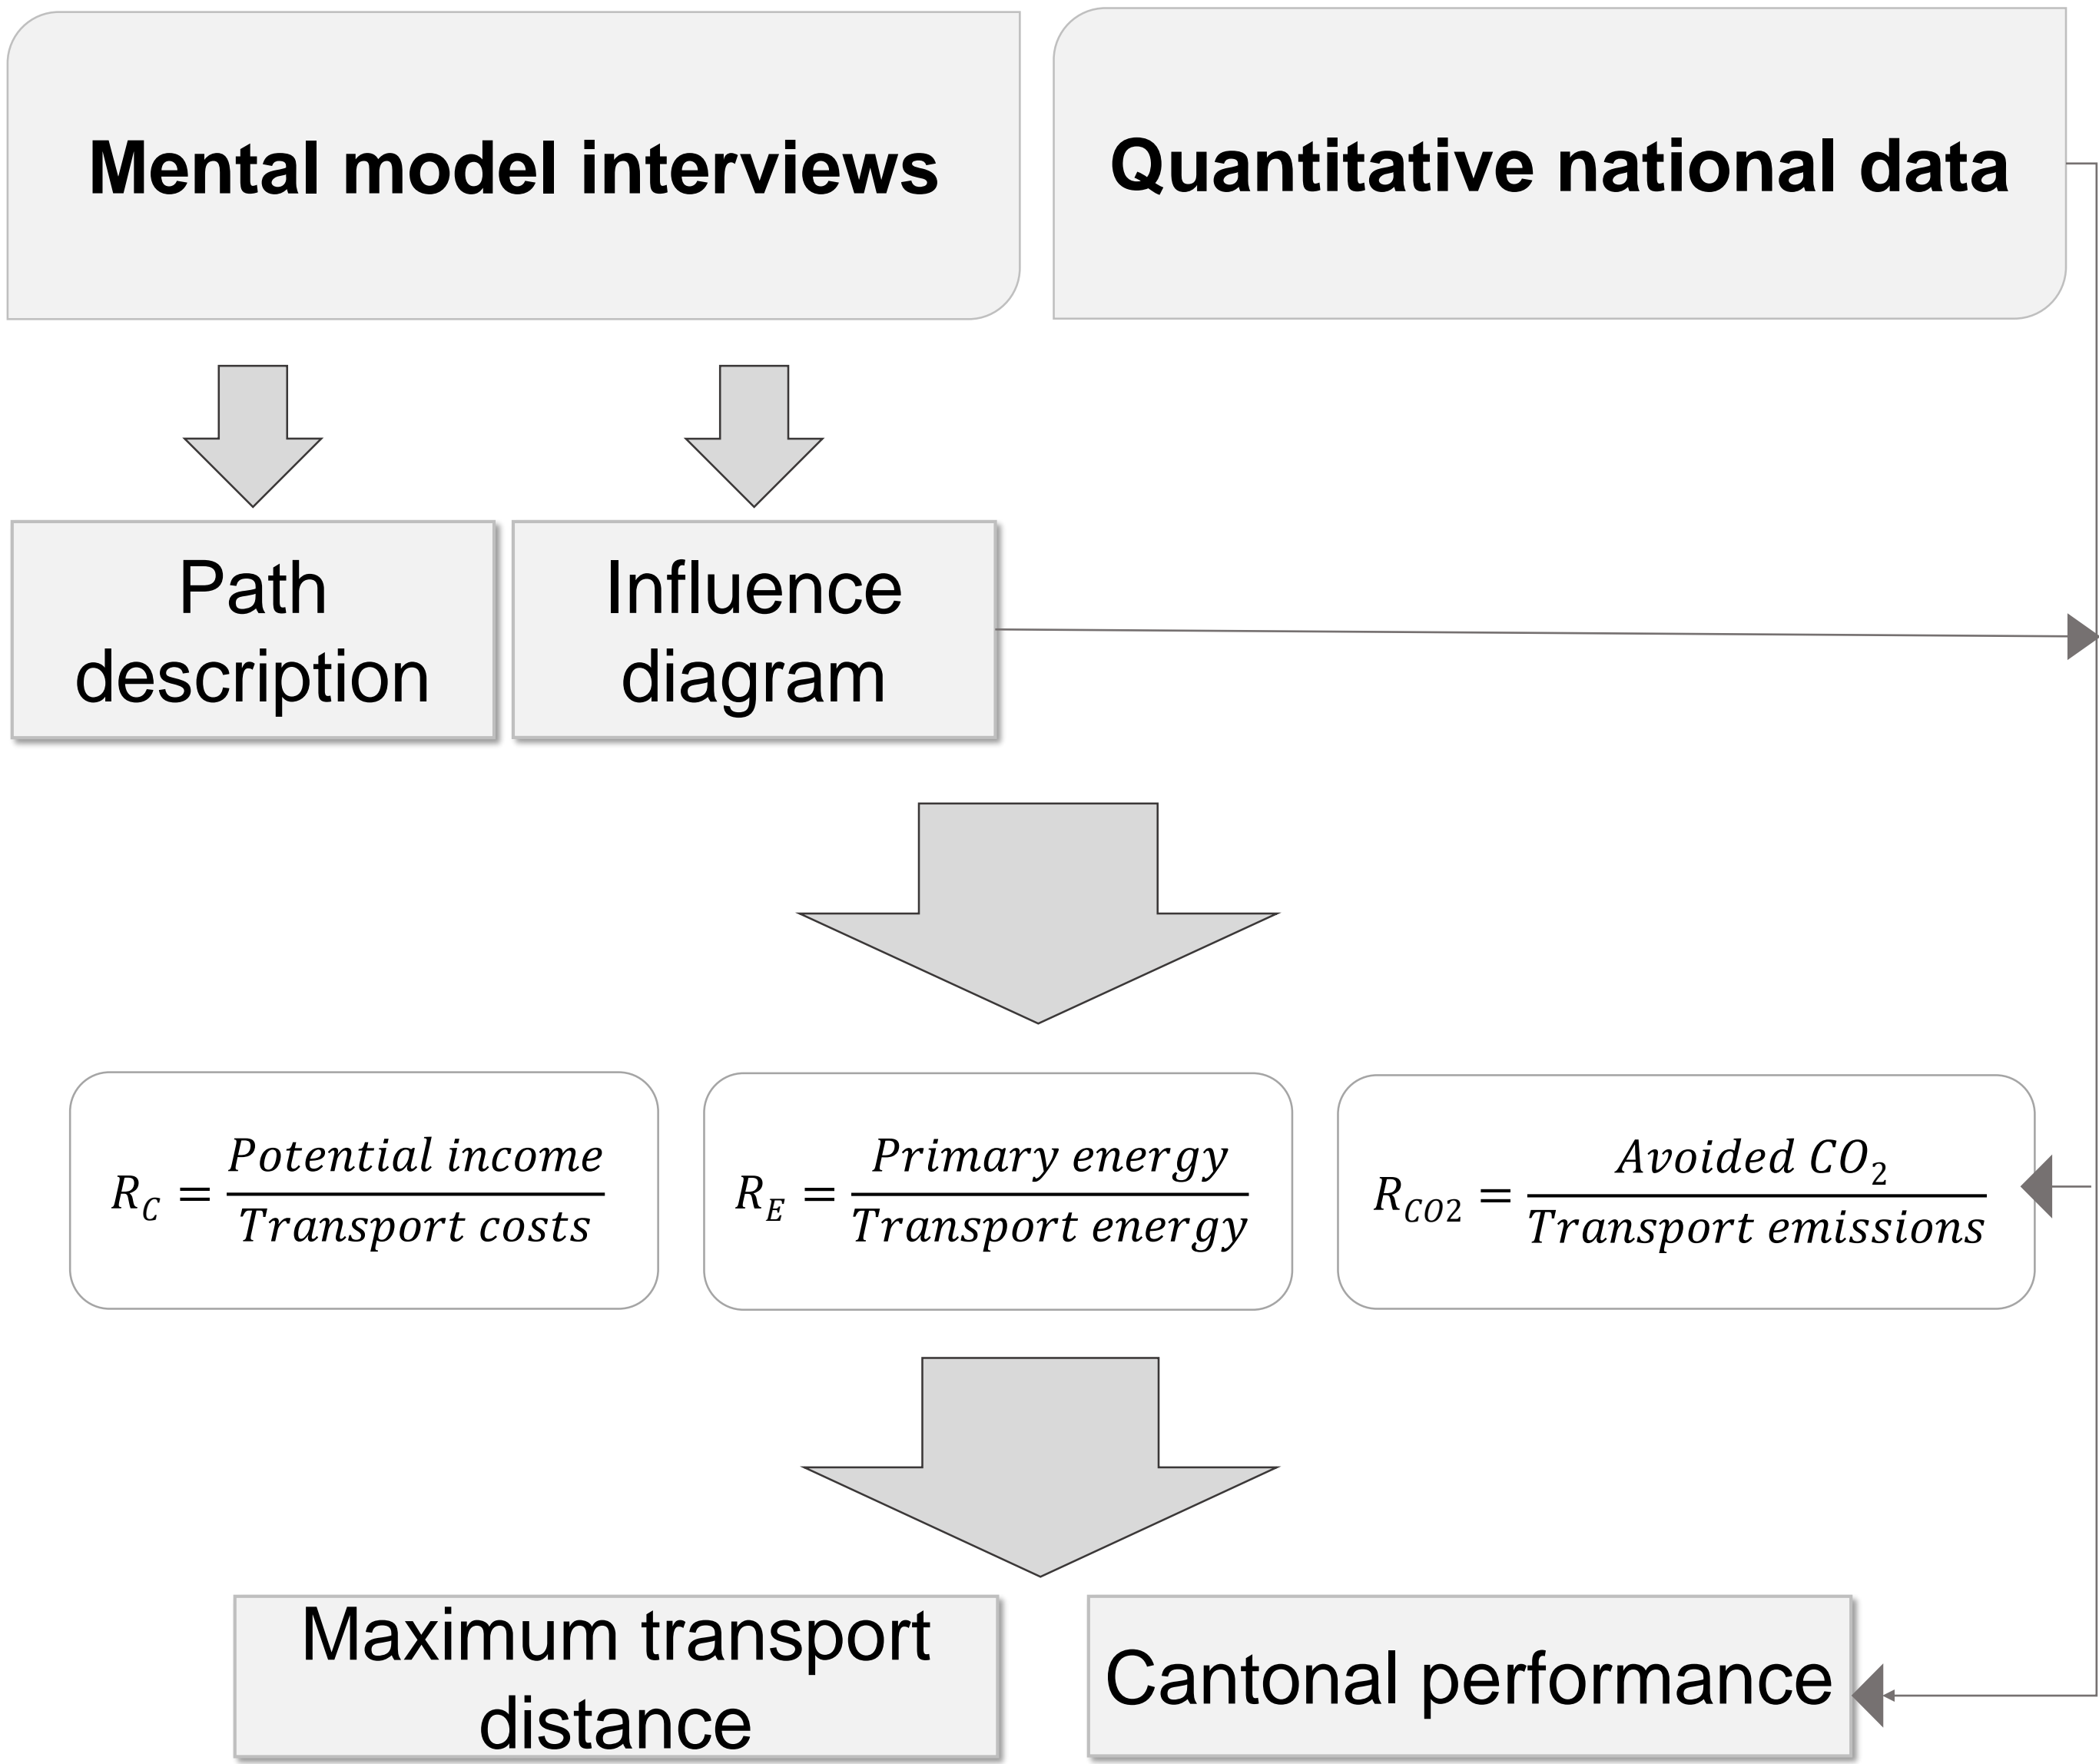 Mental model interviews
Quantitative national data
Path
description
Influence
diagram
R_C = Potential income / Transport costs
R_E = Primary energy / Transport energy
R_CO2 = Avoided CO₂ / Transport emissions
Maximum transport
distance
Cantonal performance